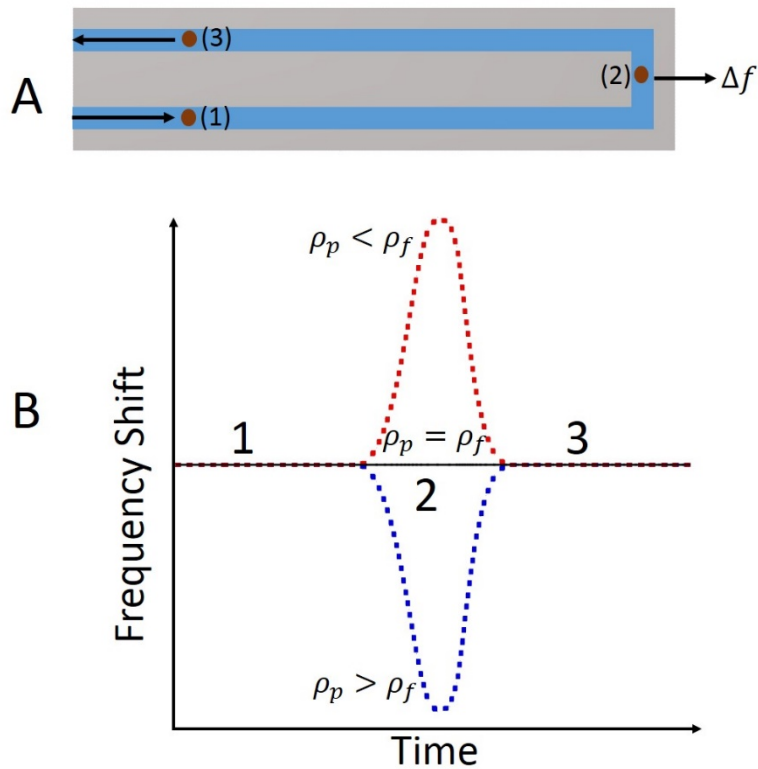 A
(3)
(2)
Δf
(1)
B
Frequency Shift
ρp < ρf
1
ρp = ρf
3
2
ρp > ρf
Time